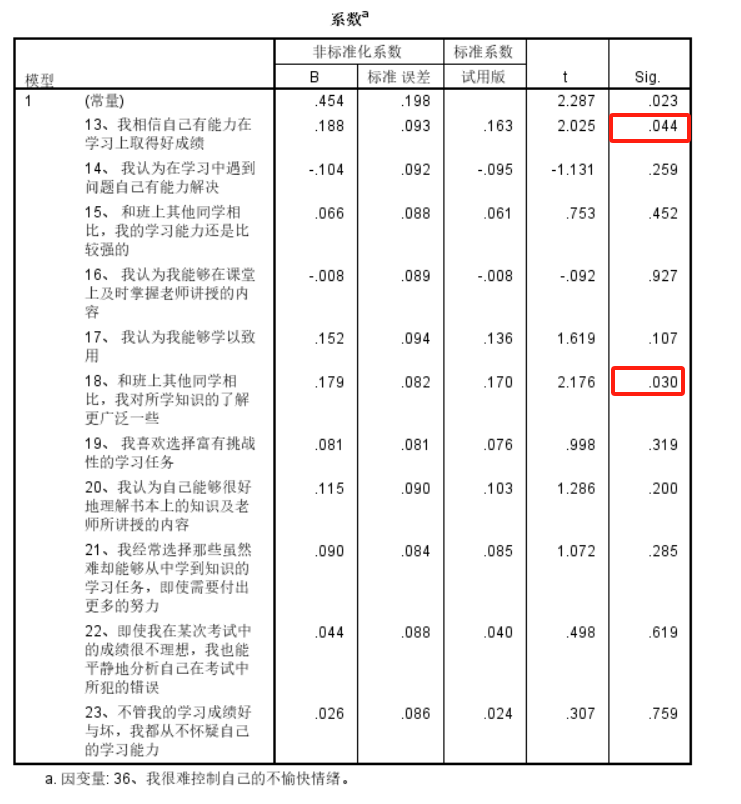 系数a
非标准化系数 标准系数
模型 B 标准 误差 试用版 t Sig.
1 (常量) .454 .198 2.287 .023
13、我相信自己有能力在 .188 .093 .163 2.025 .044
学习上取得好成绩
14、 我认为在学习中遇到 -.104 .092 -.095 -1.131 .259
问题自己有能力解决
15、 和班上其他同学相 .066 .088 .061 .753 .452
比，我的学习能力还是比
较强的
16、 我认为我能够在课堂 -.008 .089 -.008 -.092 .927
上及时掌握老师讲授的内
容
17、 我认为我能够学以致 .152 .094 .136 1.619 .107
用
18、和班上其他同学相 .179 .082 .170 2.176 .030
比，我对所学知识的了解
更广泛一些
19、 我喜欢选择富有挑战 .081 .081 .076 .998 .319
性的学习任务
20、我认为自己能够很好 .115 .090 .103 1.286 .200
地理解书本上的知识及老
师所讲授的内容
21、我经常选择那些虽然 .090 .084 .085 1.072 .285
难却能够从中学到知识的
学习任务，即使需要付出
更多的努力
22、即使我在某次考试中 .044 .088 .040 .498 .619
的成绩很不理想，我也能
平静地分析自己在考试中
所犯的错误
23、不管我的学习成绩好 .026 .086 .024 .307 .759
与坏，我都从不怀疑自己
的学习能力
a. 因变量: 36、我很难控制自己的不愉快情绪。